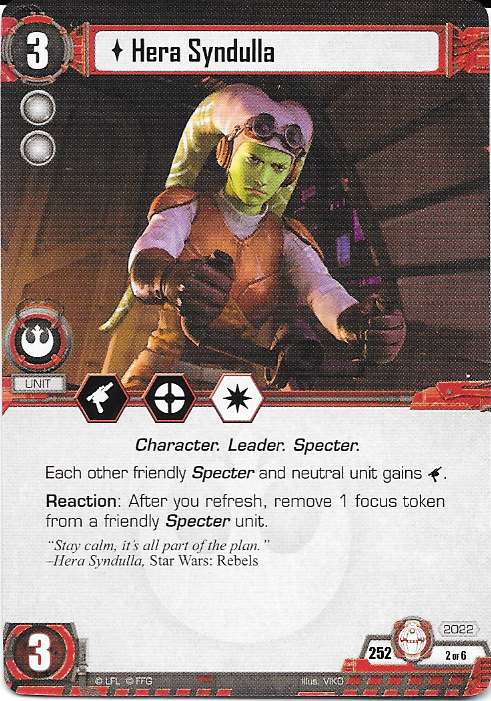 3
Hera Syndulla
UNIT
Character. Leader. Specter.
Each other friendly Specter and neutral unit gains .
Reaction: After you refresh, remove 1 focus token
from a friendly Specter unit.
“Stay calm, it’s all part of the plan.”
–Hera Syndulla, Star Wars: Rebels
3
2022
252
2 OF 6
© LFL © FFG
Illus. VIKO